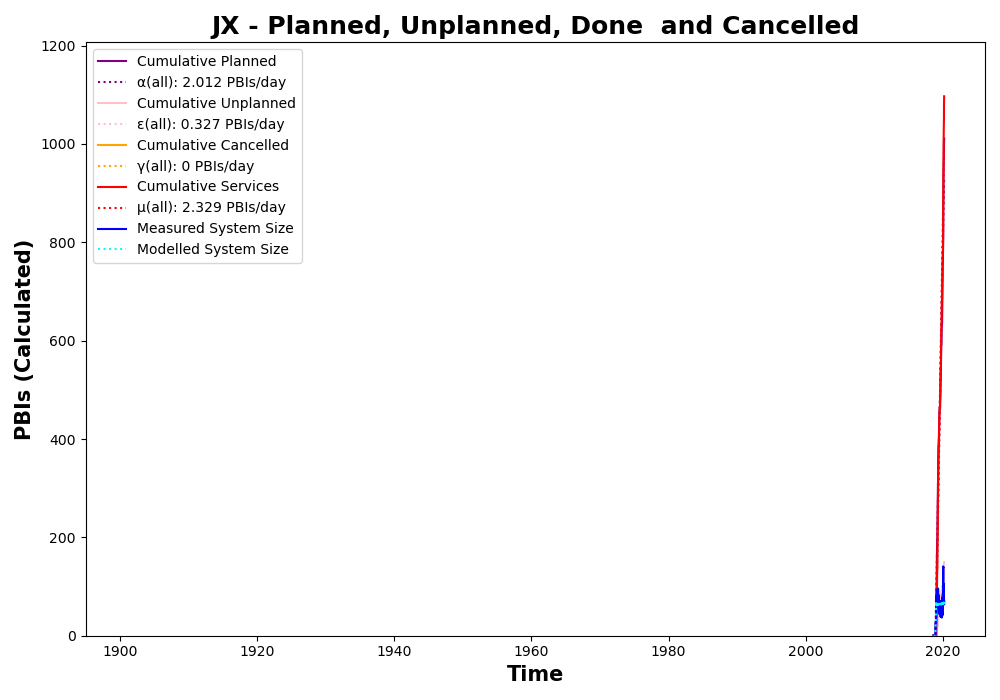 JX - Planned, Unplanned, Done  and Cancelled
1200
1000
800
600
400
200
0
PBIs (Calculated)
Cumulative Planned
α(all): 2.012 PBIs/day
Cumulative Unplanned
ε(all): 0.327 PBIs/day
Cumulative Cancelled
γ(all): 0 PBIs/day
Cumulative Services
μ(all): 2.329 PBIs/day
Measured System Size
Modelled System Size
1900 1920 1940 1960 1980 2000 2020
Time